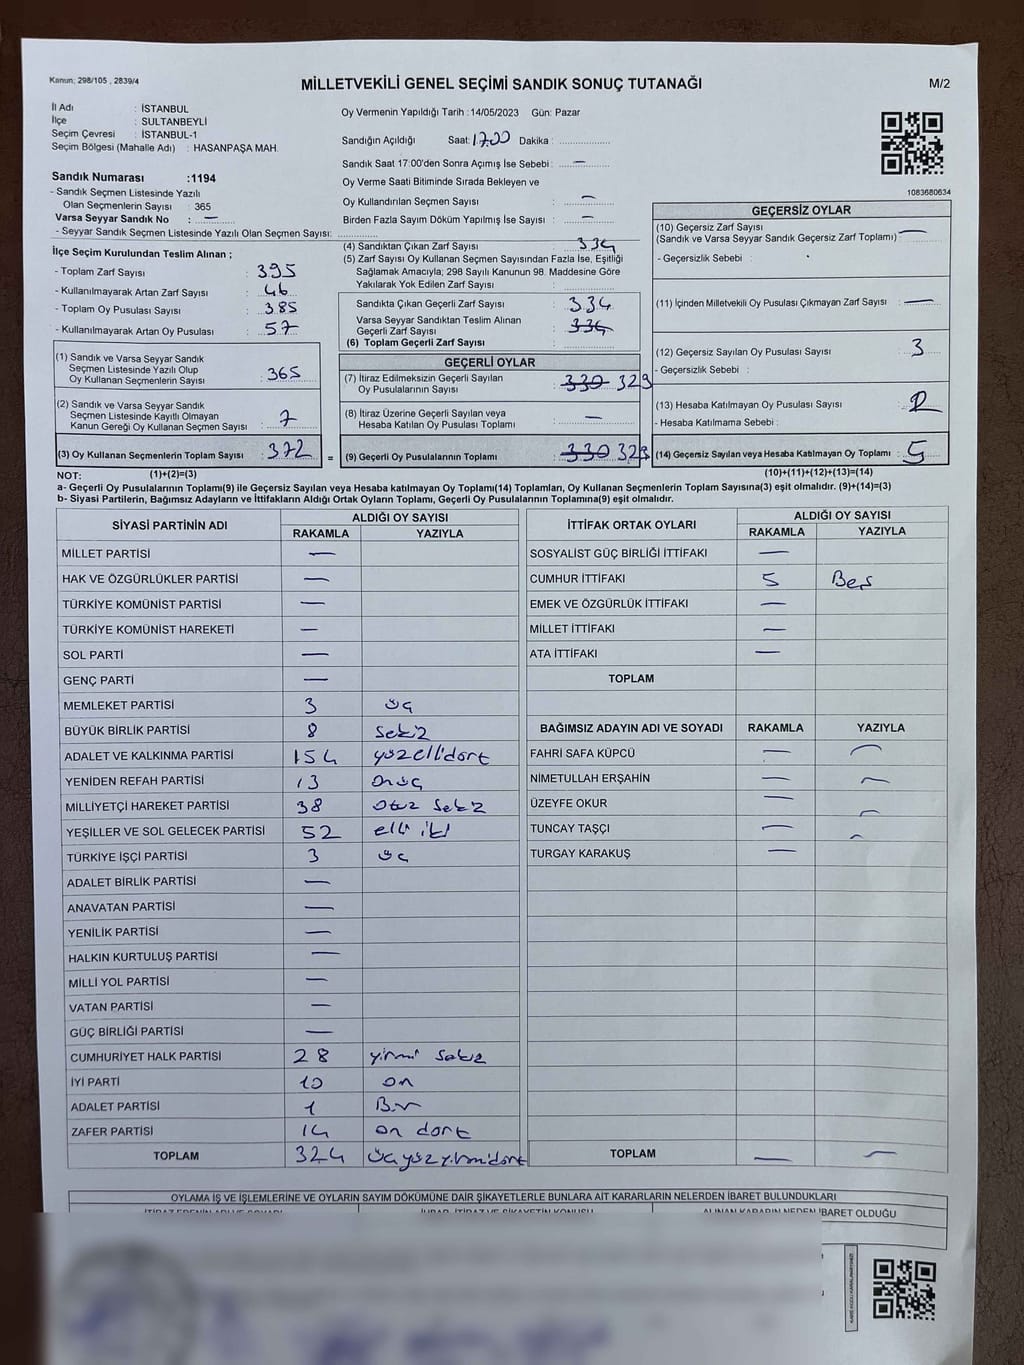 Kanun; 298/105 , 2839/4
MİLLETVEKİLİ GENEL SEÇİMİ SANDIK SONUÇ TUTANAĞI
M/2
İl Adı : İSTANBUL
İlçe : SULTANBEYLİ
Seçim Çevresi : İSTANBUL-1
Seçim Bölgesi (Mahalle Adı) : HASANPAŞA MAH.
Sandık Numarası :1194
- Sandık Seçmen Listesinde Yazılı
Olan Seçmenlerin Sayısı : 365
Varsa Seyyar Sandık No : —
- Seyyar Sandık Seçmen Listesinde Yazılı Olan Seçmen Sayısı:
İlçe Seçim Kurulundan Teslim Alınan ;
- Toplam Zarf Sayısı : 395
- Kullanılmayarak Artan Zarf Sayısı : 46
- Toplam Oy Pusulası Sayısı : 385
- Kullanılmayarak Artan Oy Pusulası : 57
Oy Vermenin Yapıldığı Tarih :14/05/2023 Gün: Pazar
Sandığın Açıldığı Saat: 17.00 Dakika :
Sandık Saat 17:00'den Sonra Açımış İse Sebebi : —
Oy Verme Saati Bitiminde Sırada Bekleyen ve
Oy Kullandırılan Seçmen Sayısı : —
Birden Fazla Sayım Döküm Yapılmış İse Sayısı : —
(4) Sandıktan Çıkan Zarf Sayısı : 334
(5) Zarf Sayısı Oy Kullanan Seçmen Sayısından Fazla İse, Eşitliği
Sağlamak Amacıyla; 298 Sayılı Kanunun 98. Maddesine Göre
Yakılarak Yok Edilen Zarf Sayısı :
Sandıkta Çıkan Geçerli Zarf Sayısı : 334
Varsa Seyyar Sandıktan Teslim Alınan
Geçerli Zarf Sayısı : 334
(6) Toplam Geçerli Zarf Sayısı :
1083680634
GEÇERSİZ OYLAR
(10) Geçersiz Zarf Sayısı
(Sandık ve Varsa Seyyar Sandık Geçersiz Zarf Toplamı) : —
- Geçersizlik Sebebi :
(11) İçinden Milletvekili Oy Pusulası Çıkmayan Zarf Sayısı : —
(12) Geçersiz Sayılan Oy Pusulası Sayısı : 3
- Geçersizlik Sebebi :
(13) Hesaba Katılmayan Oy Pusulası Sayısı : 2
- Hesaba Katılmama Sebebi :
(14) Geçersiz Sayılan veya Hesaba Katılmayan Oy Toplamı : 5
(10)+(11)+(12)+(13)=(14)
(1) Sandık ve Varsa Seyyar Sandık
Seçmen Listesinde Yazılı Olup
Oy Kullanan Seçmenlerin Sayısı : 365
(2) Sandık ve Varsa Seyyar Sandık
Seçmen Listesinde Kayıtlı Olmayan
Kanun Gereği Oy Kullanan Seçmen Sayısı : 7
(3) Oy Kullanan Seçmenlerin Toplam Sayısı : 372
=
(1)+(2)=(3)
GEÇERLİ OYLAR
(7) İtiraz Edilmeksizin Geçerli Sayılan
Oy Pusulalarının Sayısı : 330 329
(8) İtiraz Üzerine Geçerli Sayılan veya
Hesaba Katılan Oy Pusulası Toplamı : —
(9) Geçerli Oy Pusulalarının Toplamı : 330 329
NOT:
a- Geçerli Oy Pusulalarının Toplamı(9) ile Geçersiz Sayılan veya Hesaba katılmayan Oy Toplamı(14) Toplamları, Oy Kullanan Seçmenlerin Toplam Sayısına(3) eşit olmalıdır. (9)+(14)=(3)
b- Siyasi Partilerin, Bağımsız Adayların ve İttifakların Aldığı Ortak Oyların Toplamı, Geçerli Oy Pusulalarının Toplamına(9) eşit olmalıdır.
SİYASİ PARTİNİN ADI ALDIĞI OY SAYISI
RAKAMLA YAZIYLA
MİLLET PARTİSİ —
HAK VE ÖZGÜRLÜKLER PARTİSİ —
TÜRKİYE KOMÜNİST PARTİSİ —
TÜRKİYE KOMÜNİST HAREKETİ —
SOL PARTİ —
GENÇ PARTİ —
MEMLEKET PARTİSİ 3 üç
BÜYÜK BİRLİK PARTİSİ 8 sekiz
ADALET VE KALKINMA PARTİSİ 154 yüzellidört
YENİDEN REFAH PARTİSİ 13 onüç
MİLLİYETÇİ HAREKET PARTİSİ 38 otuz sekiz
YEŞİLLER VE SOL GELECEK PARTİSİ 52 elli iki
TÜRKİYE İŞÇİ PARTİSİ 3 üç
ADALET BİRLİK PARTİSİ —
ANAVATAN PARTİSİ —
YENİLİK PARTİSİ —
HALKIN KURTULUŞ PARTİSİ —
MİLLİ YOL PARTİSİ —
VATAN PARTİSİ —
GÜÇ BİRLİĞİ PARTİSİ —
CUMHURİYET HALK PARTİSİ 28 yirmi sekiz
İYİ PARTİ 10 on
ADALET PARTİSİ 1 Bir
ZAFER PARTİSİ 14 on dört
TOPLAM 324 üçyüzyirmidört
İTTİFAK ORTAK OYLARI ALDIĞI OY SAYISI
RAKAMLA YAZIYLA
SOSYALİST GÜÇ BİRLİĞİ İTTİFAKI —
CUMHUR İTTİFAKI 5 Beş
EMEK VE ÖZGÜRLÜK İTTİFAKI —
MİLLET İTTİFAKI —
ATA İTTİFAKI —
TOPLAM
BAĞIMSIZ ADAYIN ADI VE SOYADI RAKAMLA YAZIYLA
FAHRİ SAFA KÜPCÜ — —
NİMETULLAH ERŞAHİN — —
ÜZEYFE OKUR — —
TUNCAY TAŞÇI — —
TURGAY KARAKUŞ —
TOPLAM — —
OYLAMA İŞ VE İŞLEMLERİNE VE OYLARIN SAYIM DÖKÜMÜNE DAİR ŞİKAYETLERLE BUNLARA AİT KARARLARIN NELERDEN İBARET BULUNDUKLARI
İTİRAZ EDENİN ADI VE SOYADI İHBAR, İTİRAZ VE ŞİKAYETİN KONUSU ALINAN KARARIN NEDEN İBARET OLDUĞU